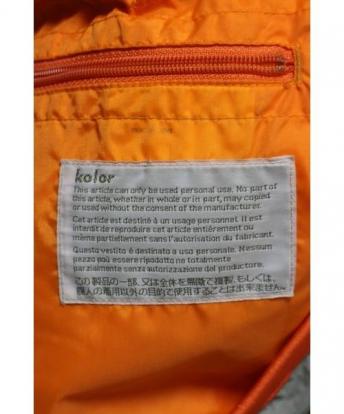 kolor
This article can only be used personal use. No part of
this article, whether in whole or in part, may copied
or used without the consent of the manufacturer.
Cet article est destiné à un usage personnel. Il est
interdit de reproduire cet article entièrement ou
même partiellement sans l'autorisation du fabricant.
Questo vestito è destinato a uso personale. Nessun
pezzo può essere ripdotto ne totalmente
parzialmente senza autorizzazione del productore.
この製品の一部、又は全体を無断で複製、もしくは、
個人の着用以外の目的で使用することは出来ません。